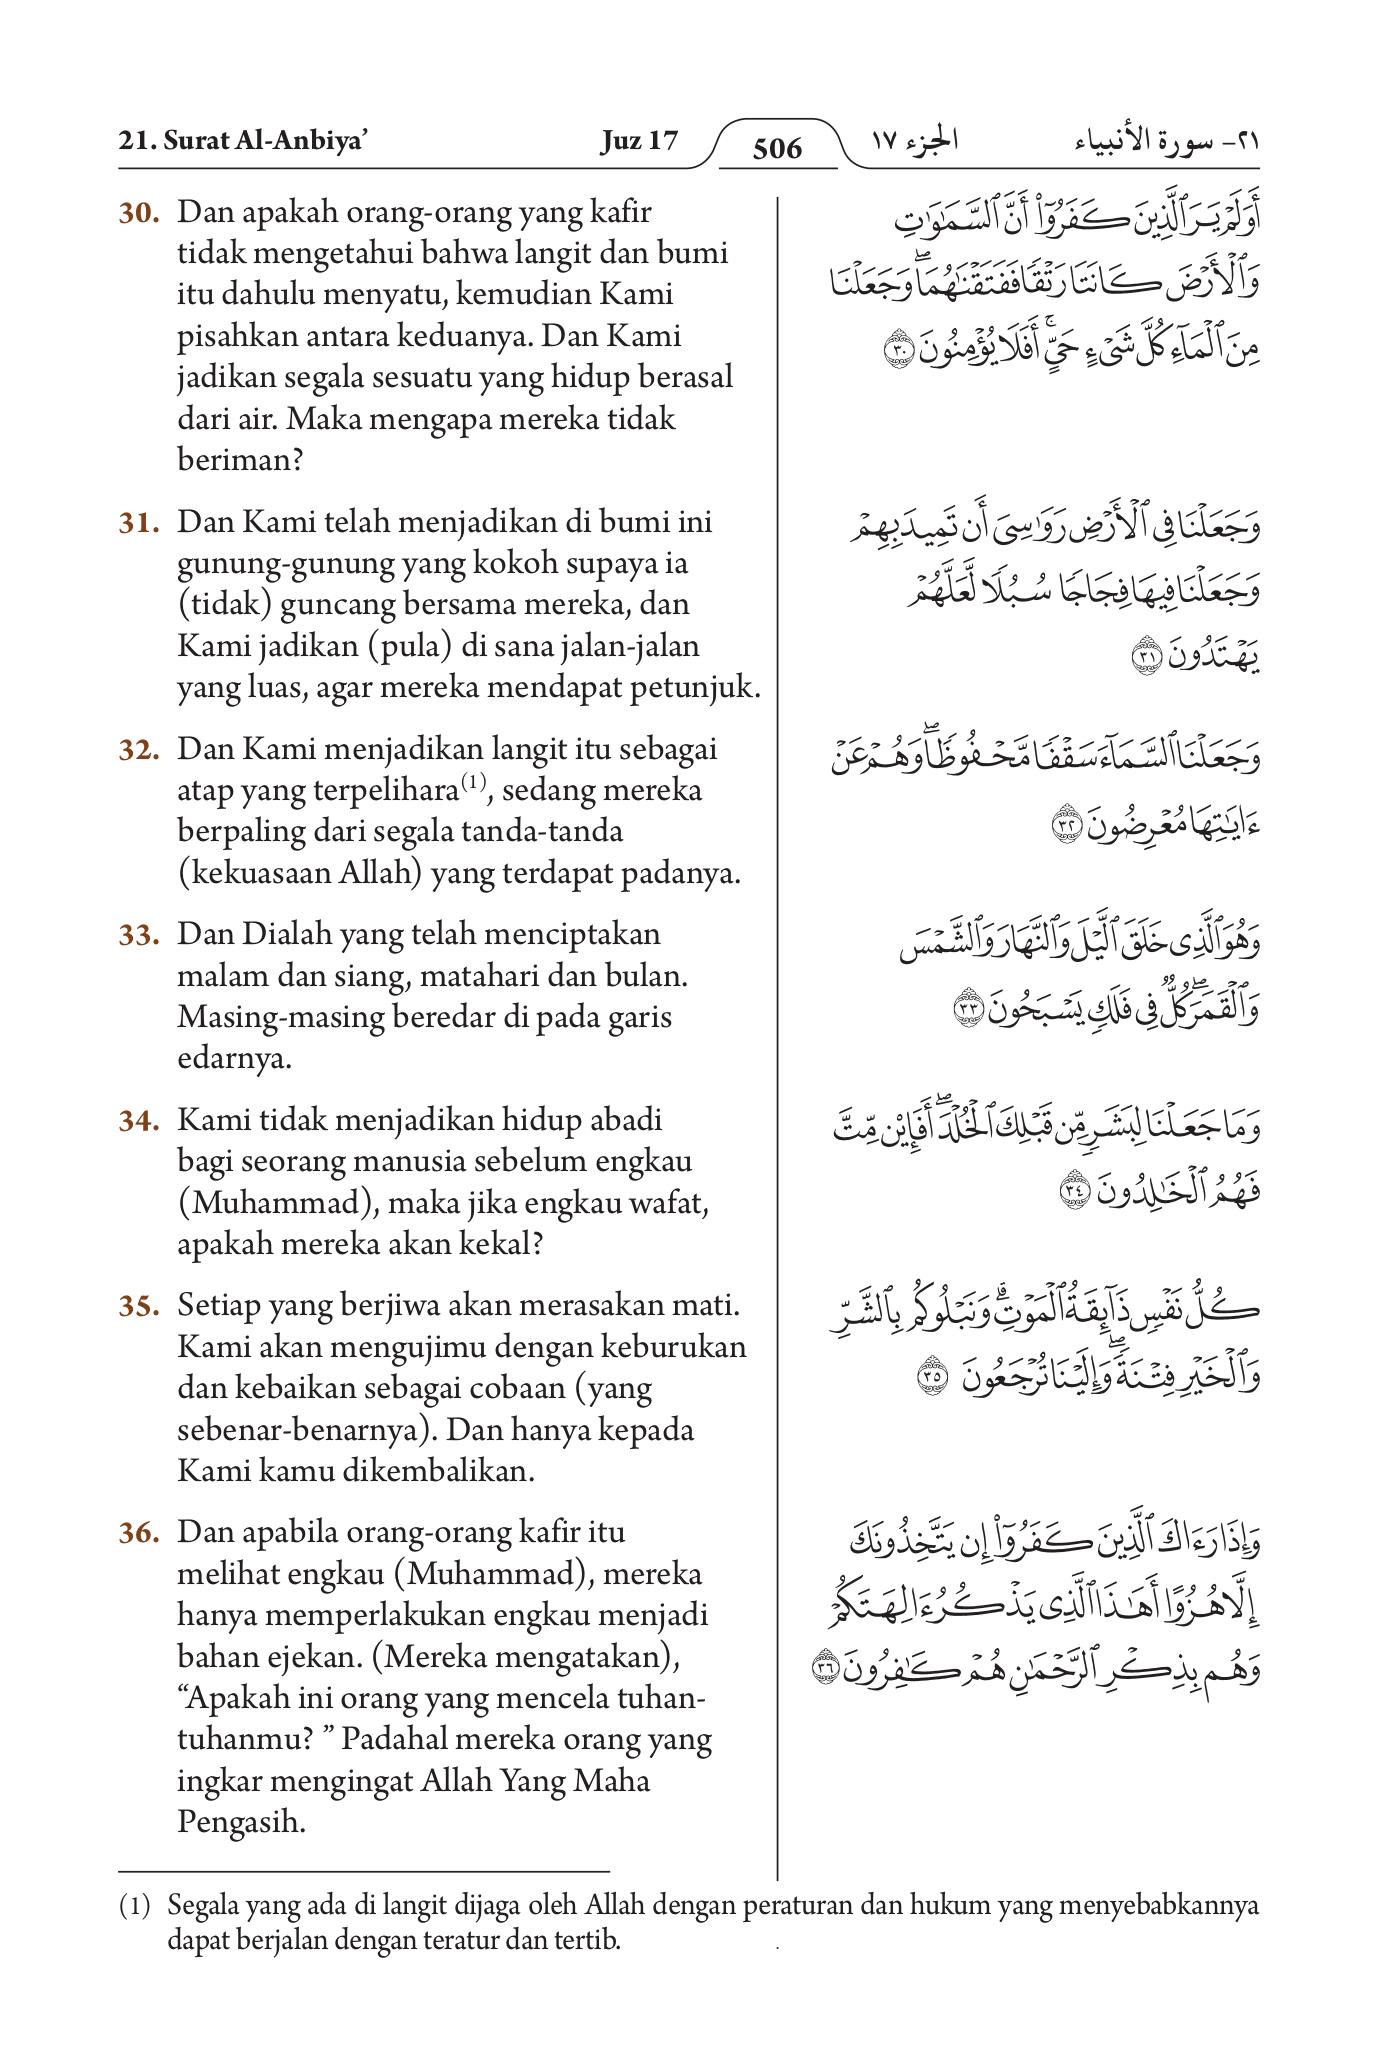 21. Surat Al-Anbiya’ Juz 17 506 الجزء ١٧ ٢١- سورة الأنبياء
30. Dan apakah orang-orang yang kafir
tidak mengetahui bahwa langit dan bumi
itu dahulu menyatu, kemudian Kami
pisahkan antara keduanya. Dan Kami
jadikan segala sesuatu yang hidup berasal
dari air. Maka mengapa mereka tidak
beriman?
31. Dan Kami telah menjadikan di bumi ini
gunung-gunung yang kokoh supaya ia
(tidak) guncang bersama mereka, dan
Kami jadikan (pula) di sana jalan-jalan
yang luas, agar mereka mendapat petunjuk.
32. Dan Kami menjadikan langit itu sebagai
atap yang terpelihara(1), sedang mereka
berpaling dari segala tanda-tanda
(kekuasaan Allah) yang terdapat padanya.
33. Dan Dialah yang telah menciptakan
malam dan siang, matahari dan bulan.
Masing-masing beredar di pada garis
edarnya.
34. Kami tidak menjadikan hidup abadi
bagi seorang manusia sebelum engkau
(Muhammad), maka jika engkau wafat,
apakah mereka akan kekal?
35. Setiap yang berjiwa akan merasakan mati.
Kami akan mengujimu dengan keburukan
dan kebaikan sebagai cobaan (yang
sebenar-benarnya). Dan hanya kepada
Kami kamu dikembalikan.
36. Dan apabila orang-orang kafir itu
melihat engkau (Muhammad), mereka
hanya memperlakukan engkau menjadi
bahan ejekan. (Mereka mengatakan),
“Apakah ini orang yang mencela tuhan-
tuhanmu? ” Padahal mereka orang yang
ingkar mengingat Allah Yang Maha
Pengasih.
أَوَلَمْ يَرَ ٱلَّذِينَ كَفَرُوٓا۟ أَنَّ ٱلسَّمَٰوَٰتِ
وَٱلْأَرْضَ كَانَتَا رَتْقًا فَفَتَقْنَٰهُمَا ۖ وَجَعَلْنَا
مِنَ ٱلْمَآءِ كُلَّ شَىْءٍ حَىٍّ ۚ أَفَلَا يُؤْمِنُونَ ٣٠
وَجَعَلْنَا فِى ٱلْأَرْضِ رَوَٰسِىَ أَن تَمِيدَ بِهِمْ
وَجَعَلْنَا فِيهَا فِجَاجًا سُبُلًا لَّعَلَّهُمْ
يَهْتَدُونَ ٣١
وَجَعَلْنَا ٱلسَّمَآءَ سَقْفًا مَّحْفُوظًا ۖ وَهُمْ عَنْ
ءَايَٰتِهَا مُعْرِضُونَ ٣٢
وَهُوَ ٱلَّذِى خَلَقَ ٱلَّيْلَ وَٱلنَّهَارَ وَٱلشَّمْسَ
وَٱلْقَمَرَ ۖ كُلٌّ فِى فَلَكٍ يَسْبَحُونَ ٣٣
وَمَا جَعَلْنَا لِبَشَرٍ مِّن قَبْلِكَ ٱلْخُلْدَ ۖ أَفَإِي۟ن مِّتَّ
فَهُمُ ٱلْخَٰلِدُونَ ٣٤
كُلُّ نَفْسٍ ذَآئِقَةُ ٱلْمَوْتِ ۗ وَنَبْلُوكُم بِٱلشَّرِّ
وَٱلْخَيْرِ فِتْنَةً ۖ وَإِلَيْنَا تُرْجَعُونَ ٣٥
وَإِذَا رَءَاكَ ٱلَّذِينَ كَفَرُوٓا۟ إِن يَتَّخِذُونَكَ
إِلَّا هُزُوًا أَهَٰذَا ٱلَّذِى يَذْكُرُ ءَالِهَتَكُمْ
وَهُم بِذِكْرِ ٱلرَّحْمَٰنِ هُمْ كَٰفِرُونَ ٣٦
(1) Segala yang ada di langit dijaga oleh Allah dengan peraturan dan hukum yang menyebabkannya
dapat berjalan dengan teratur dan tertib.